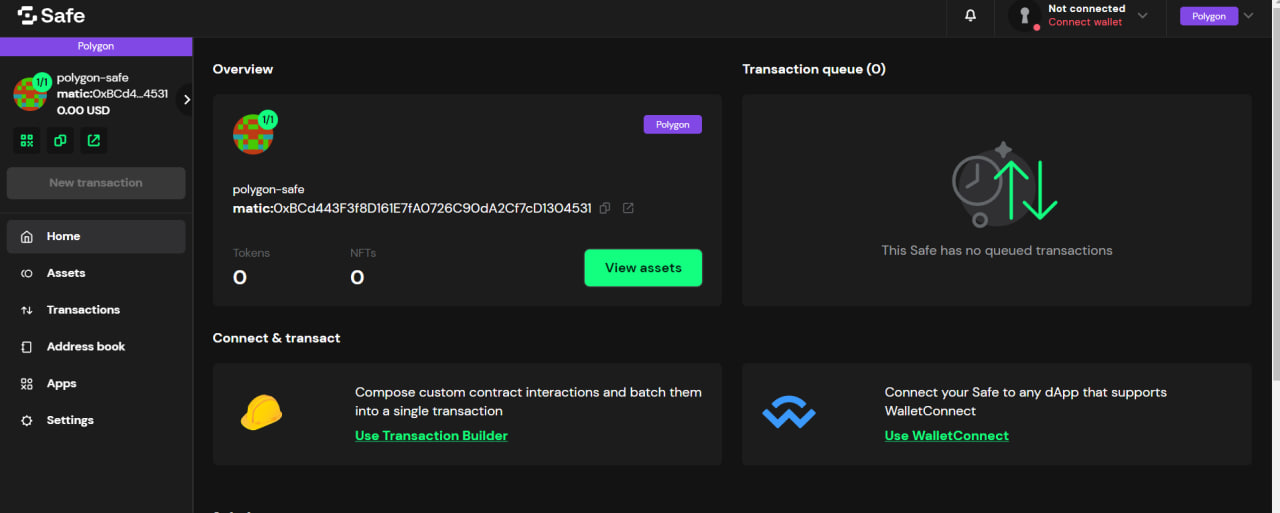 Safe
Not connected
Connect wallet
Polygon
Polygon
1/1
polygon-safe
matic:0xBCd4...4531
0.00 USD
New transaction
Home
Assets
Transactions
Address book
Apps
Settings
Overview
1/1
Polygon
polygon-safe
matic:0xBCd443F3f8D161E7fA0726C90dA2Cf7cD1304531
Tokens
NFTs
0
0
View assets
Transaction queue (0)
This Safe has no queued transactions
Connect & transact
Compose custom contract interactions and batch them
into a single transaction
Use Transaction Builder
Connect your Safe to any dApp that supports
WalletConnect
Use WalletConnect